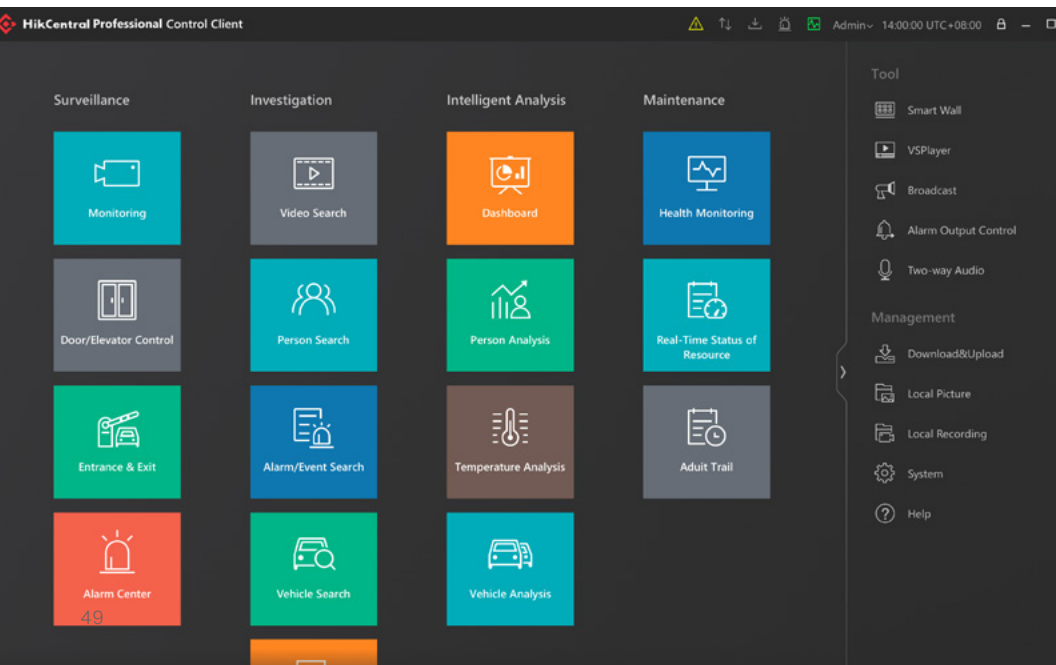 HikCentral Professional Control Client
Admin 14:00:00 UTC+08:00
Surveillance
Investigation
Intelligent Analysis
Maintenance
Monitoring
Video Search
Dashboard
Health Monitoring
Door/Elevator Control
Person Search
Person Analysis
Real-Time Status of
Resource
Entrance & Exit
Alarm/Event Search
Temperature Analysis
Aduit Trail
Alarm Center
Vehicle Search
Vehicle Analysis
49
Tool
Smart Wall
VSPlayer
Broadcast
Alarm Output Control
Two-way Audio
Management
Download&Upload
Local Picture
Local Recording
System
Help